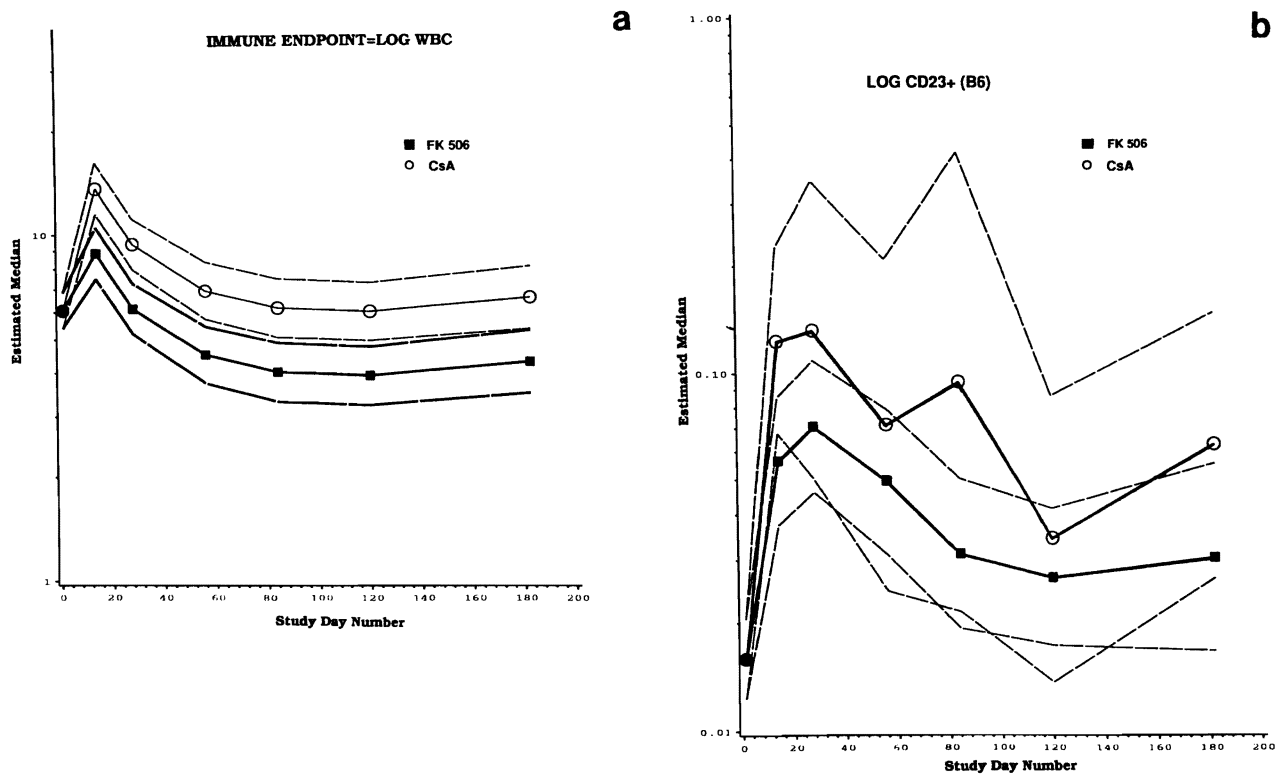 a
IMMUNE ENDPOINT=LOG WBC
FK 506
CsA
10
1
Estimated Median
0 20 40 60 80 100 120 140 160 180 200
Study Day Number
b
1.00
LOG CD23+ (B6)
FK 506
CsA
0.10
0.01
Estimated Median
0 20 40 60 80 100 120 140 160 180 200
Study Day Number